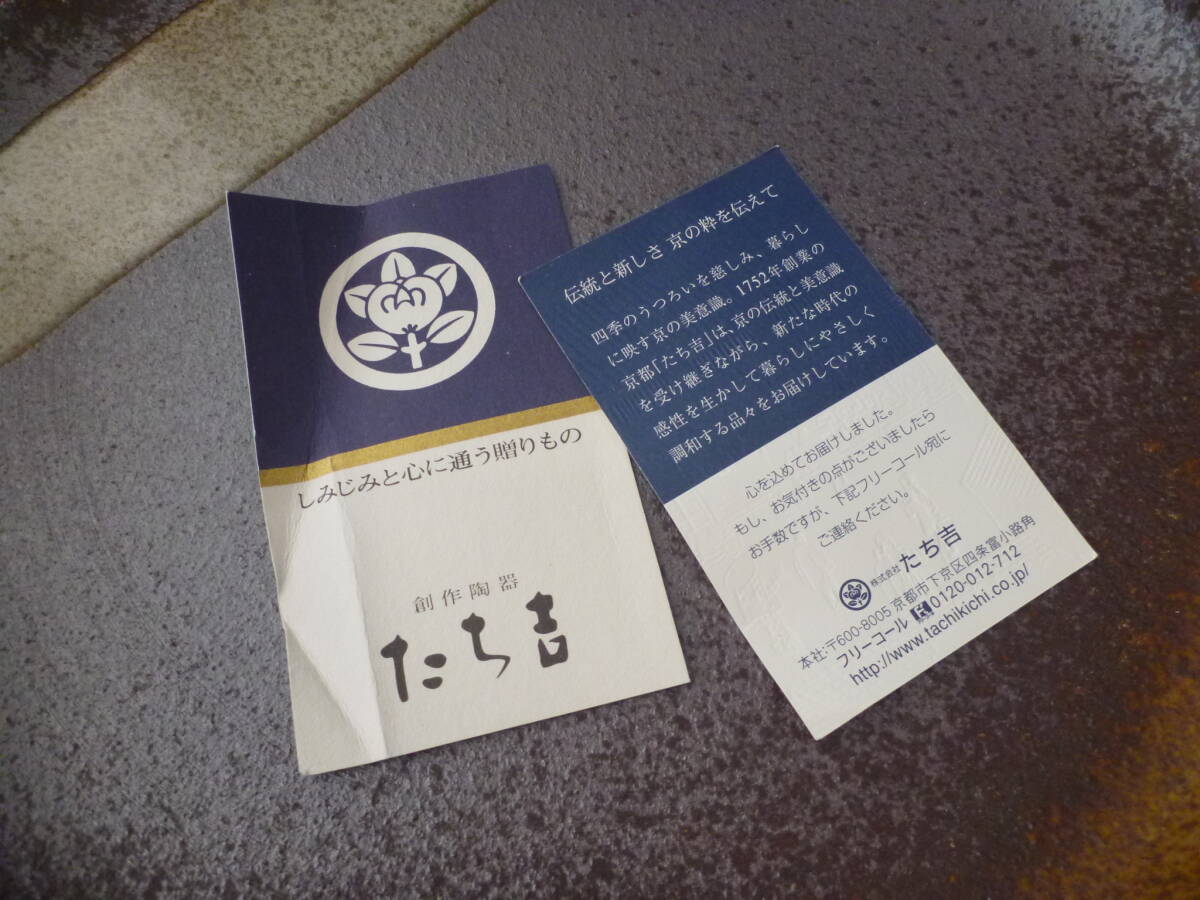 しみじみと心に通う贈りもの
創作陶器
たち吉
伝統と新しさ 京の粋を伝えて
四季のうつろいを慈しみ、暮らし
に映す京の美意識。1752年創業の
京都「たち吉」は、京の伝統と美意識
を受け継ぎながら、新たな時代の
感性を生かして暮らしにやさしく
調和する品々をお届けしています。
心を込めてお届けしました。
もし、お気付きの点がございましたら
お手数ですが、下記フリーコール宛に
ご連絡ください。
株式会社 たち吉
本社:〒600-8005 京都市下京区四条富小路角
フリーコール 0120-012-712
http://www.tachikichi.co.jp/